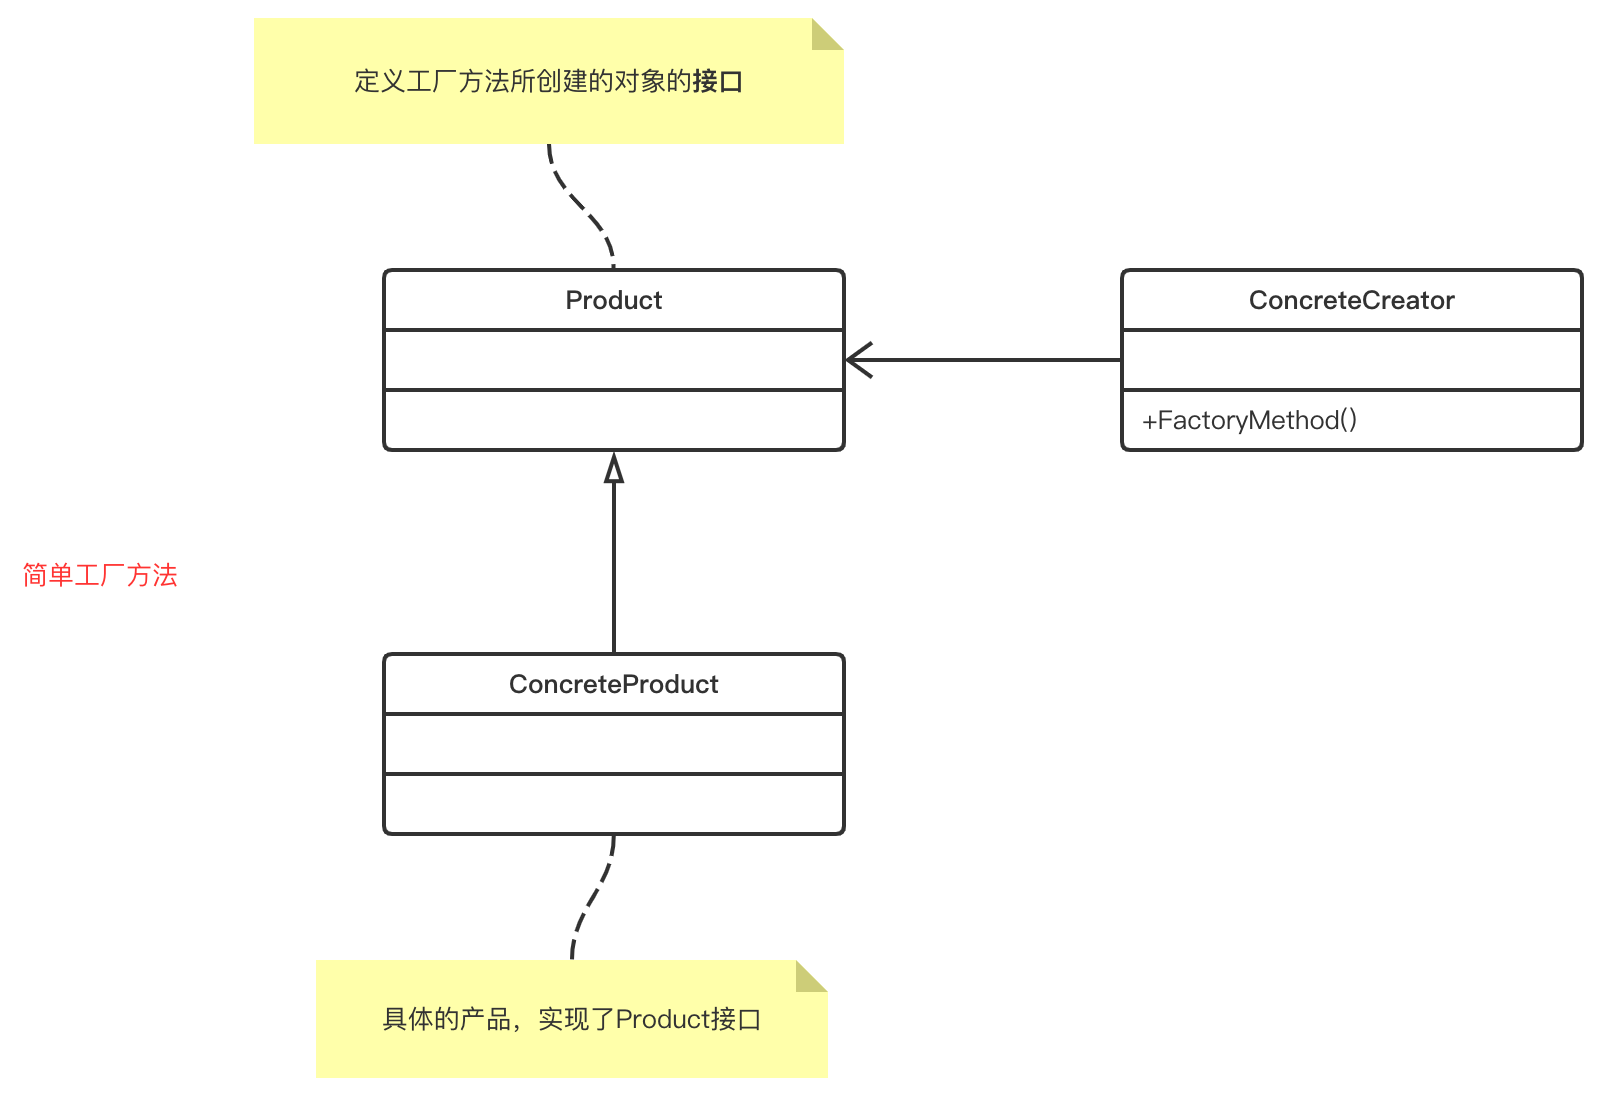 定义工厂方法所创建的对象的接口
Product
ConcreteCreator
+FactoryMethod()
简单工厂方法
ConcreteProduct
具体的产品，实现了Product接口